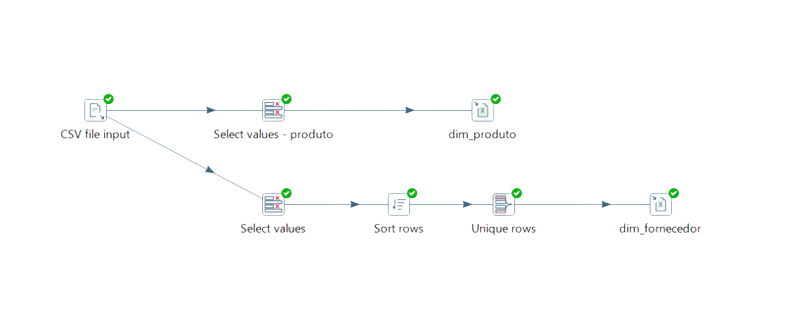 CSV file input
Select values - produto
dim_produto
Select values
Sort rows
Unique rows
dim_fornecedor